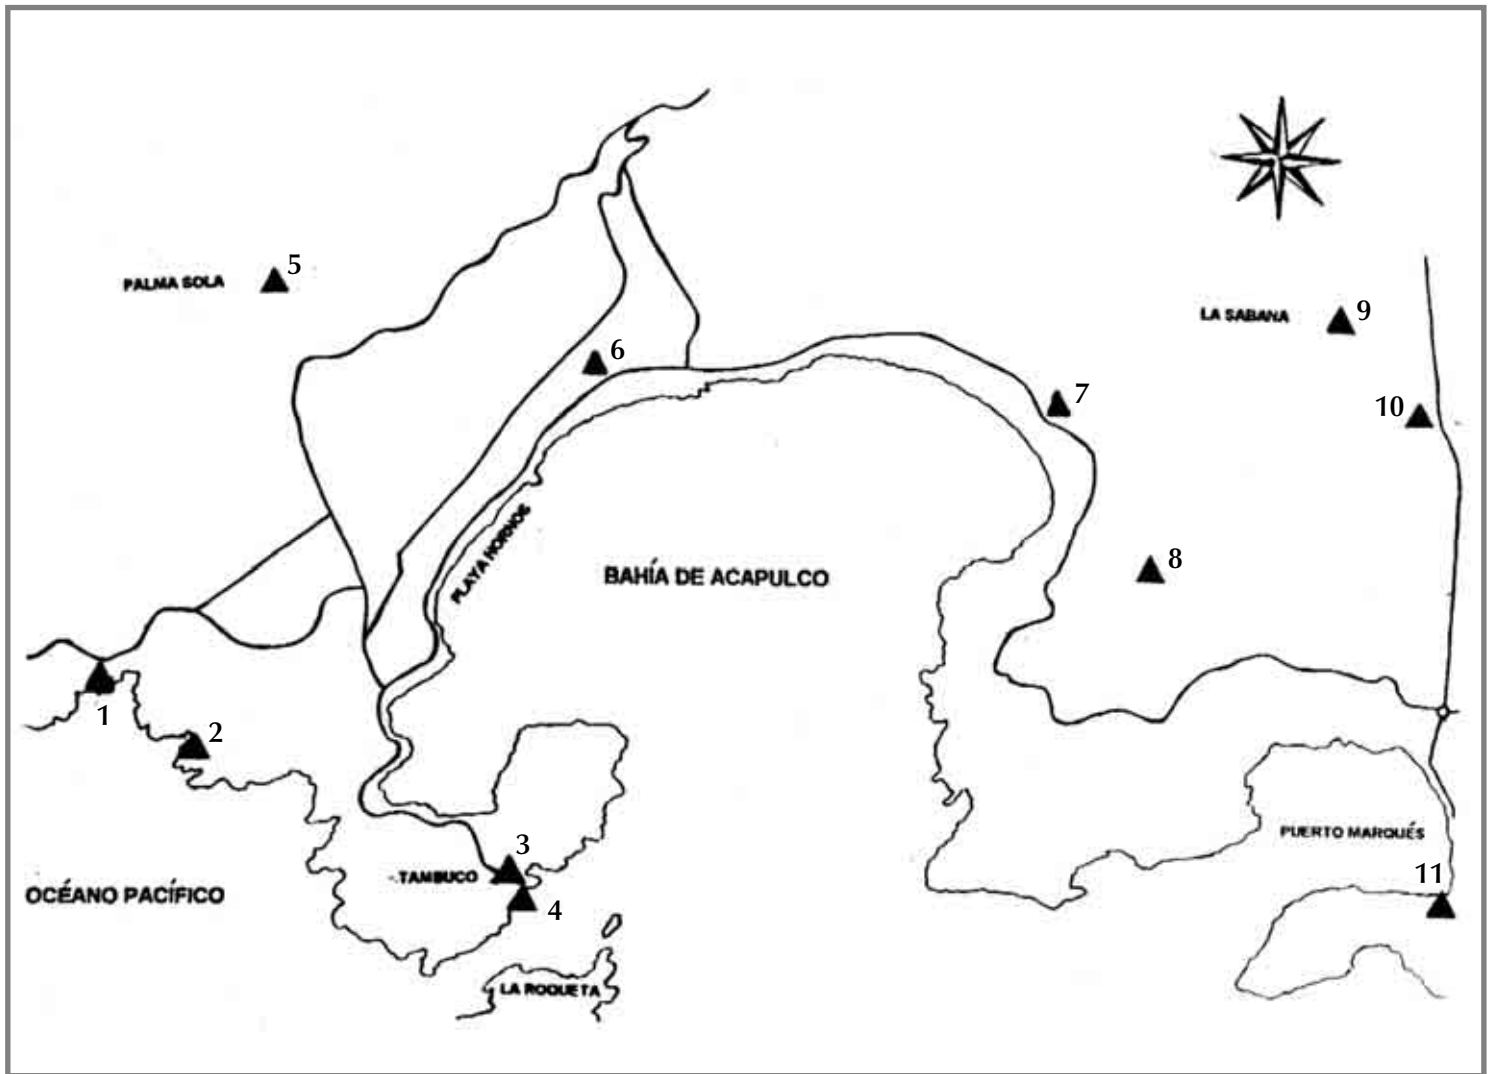 5
PALMA SOLA
9
LA SABANA
6
7
10
PLAYA HORNOS
8
BAHÍA DE ACAPULCO
1
2
3
PUERTO MARQUÉS
TAMBUCO
11
OCÉANO PACÍFICO
4
LA ROQUETA